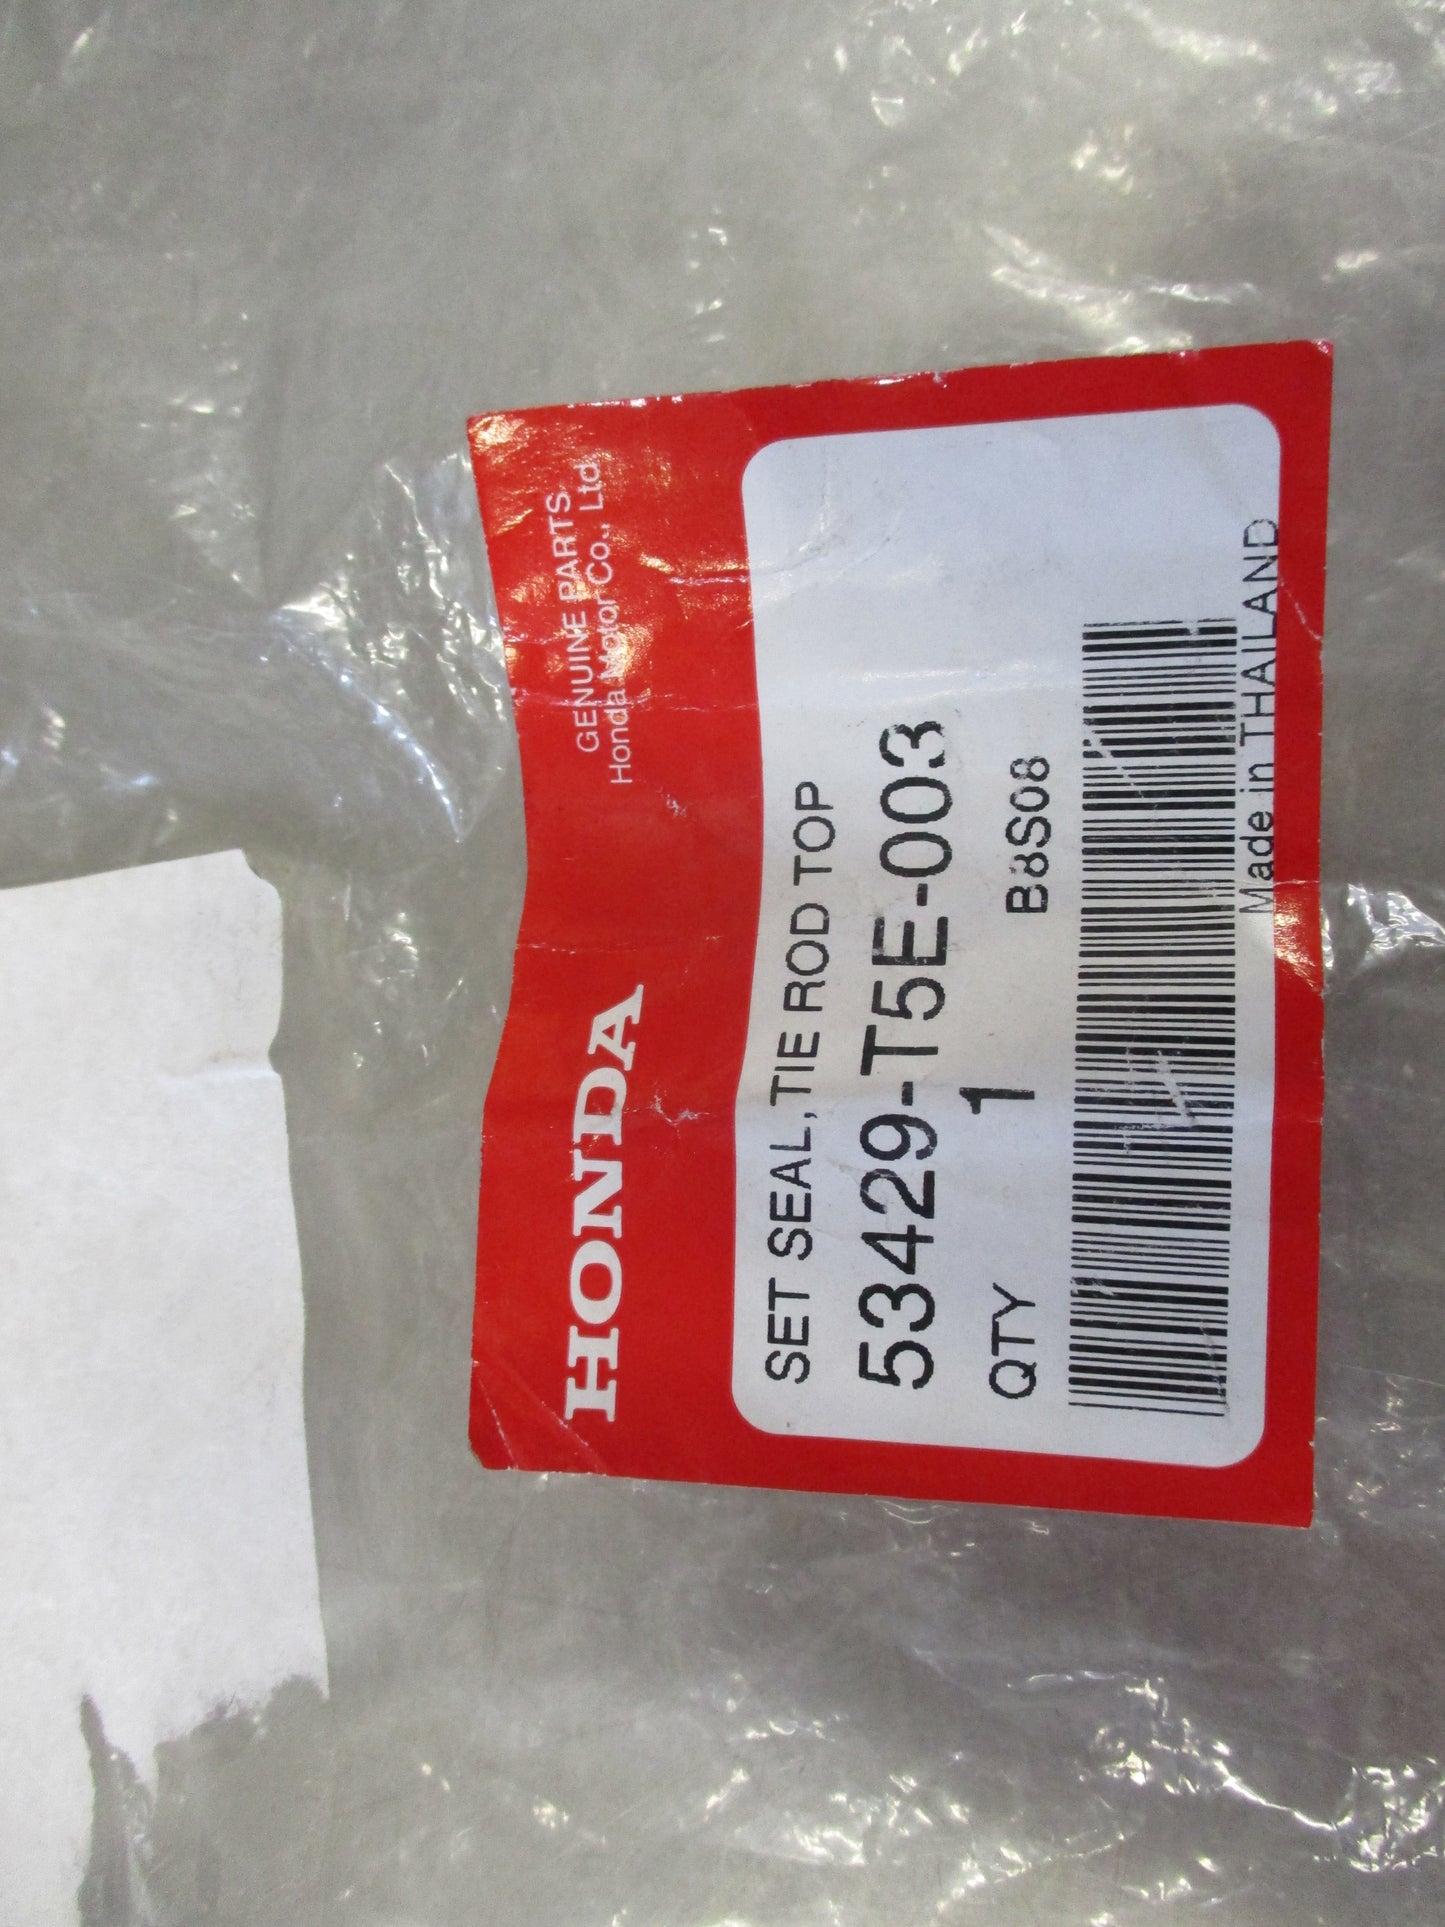 HONDA
GENUINE PARTS
Honda Motor Co., Ltd.
SET SEAL, TIE ROD TOP
53429-T5E-003
QTY 1 B8S08
Made in THAILAND